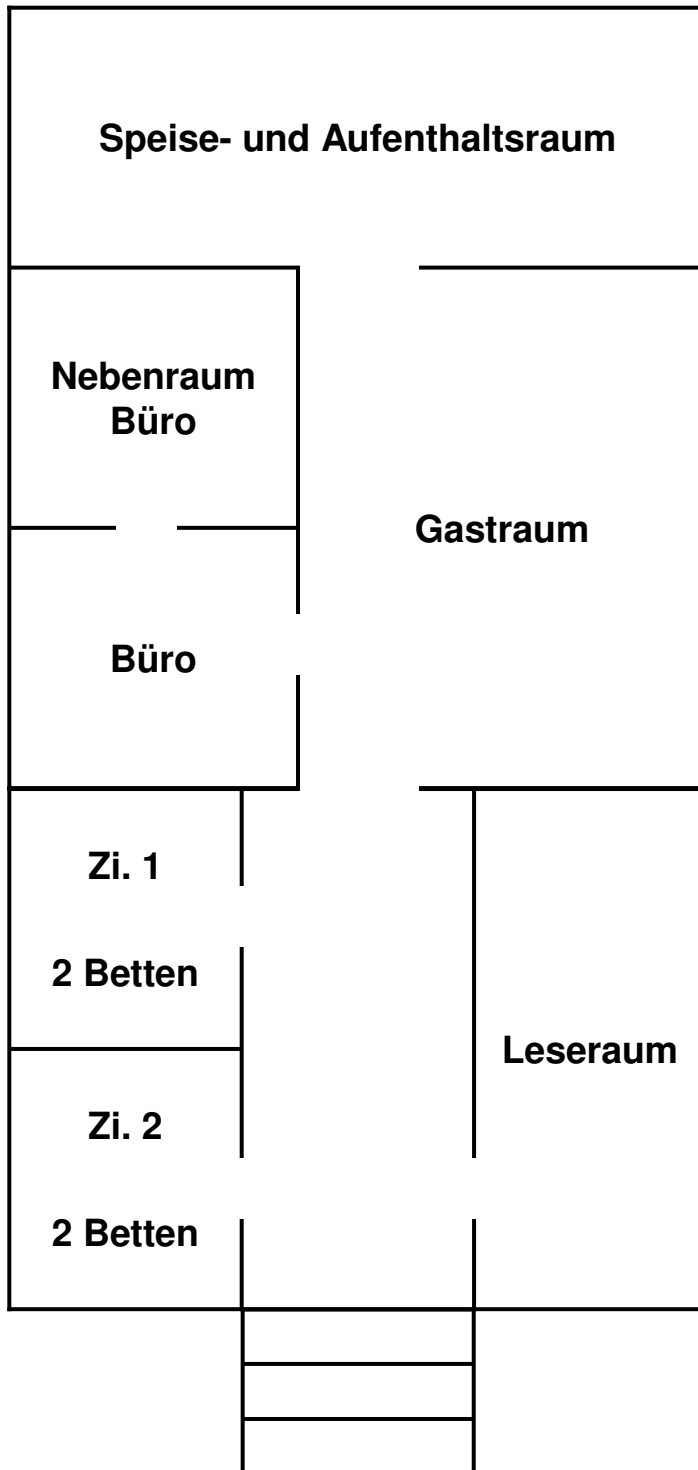 Speise- und Aufenthaltsraum
Nebenraum
Büro
Gastraum
Büro
Zi. 1
2 Betten
Leseraum
Zi. 2
2 Betten